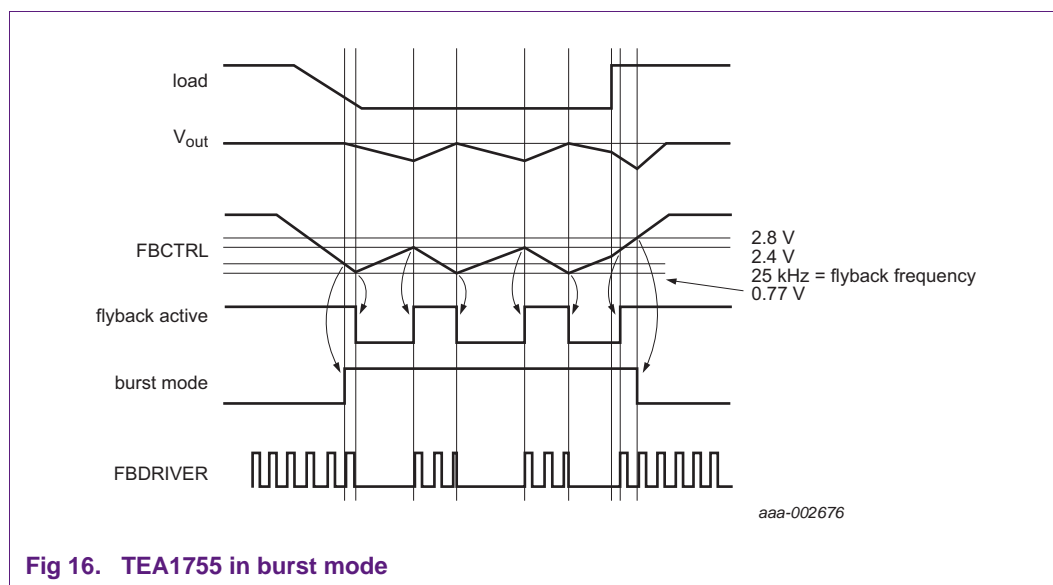 load
Vout
FBCTRL
2.8 V
2.4 V
25 kHz = flyback frequency
0.77 V
flyback active
burst mode
FBDRIVER
aaa-002676
Fig 16. TEA1755 in burst mode